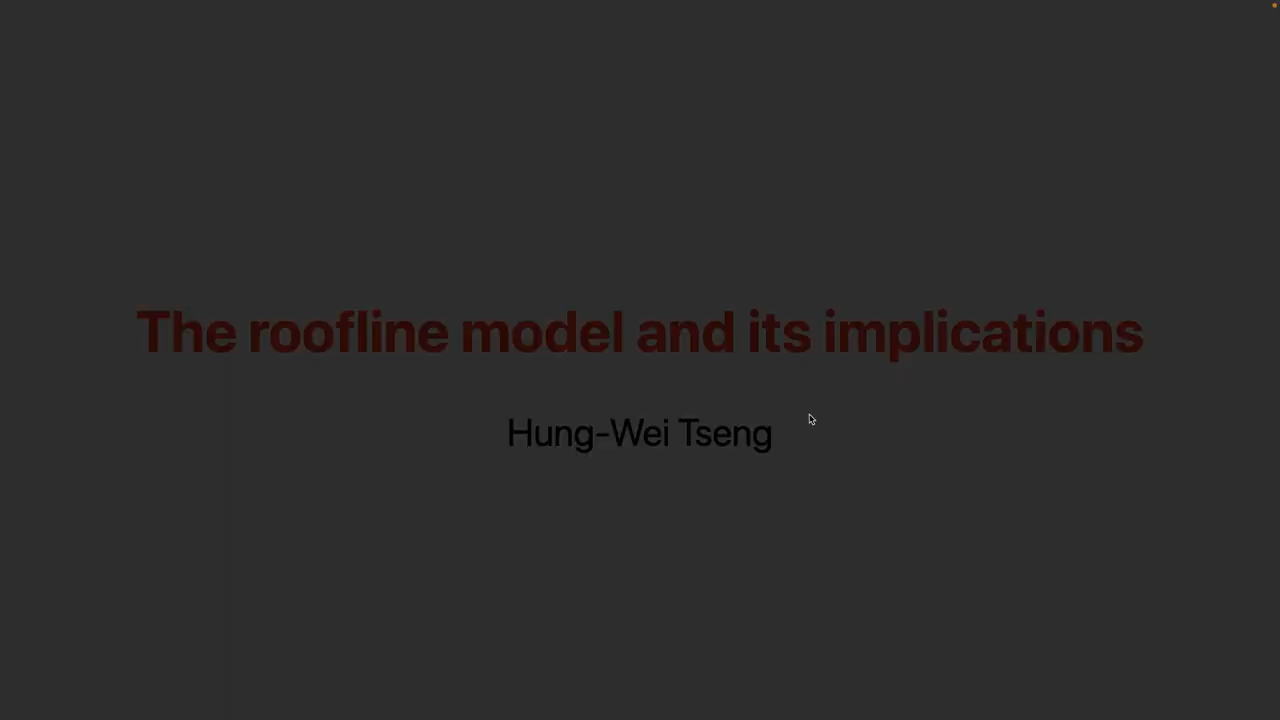 The roofline model and its implications
Hung-Wei Tseng